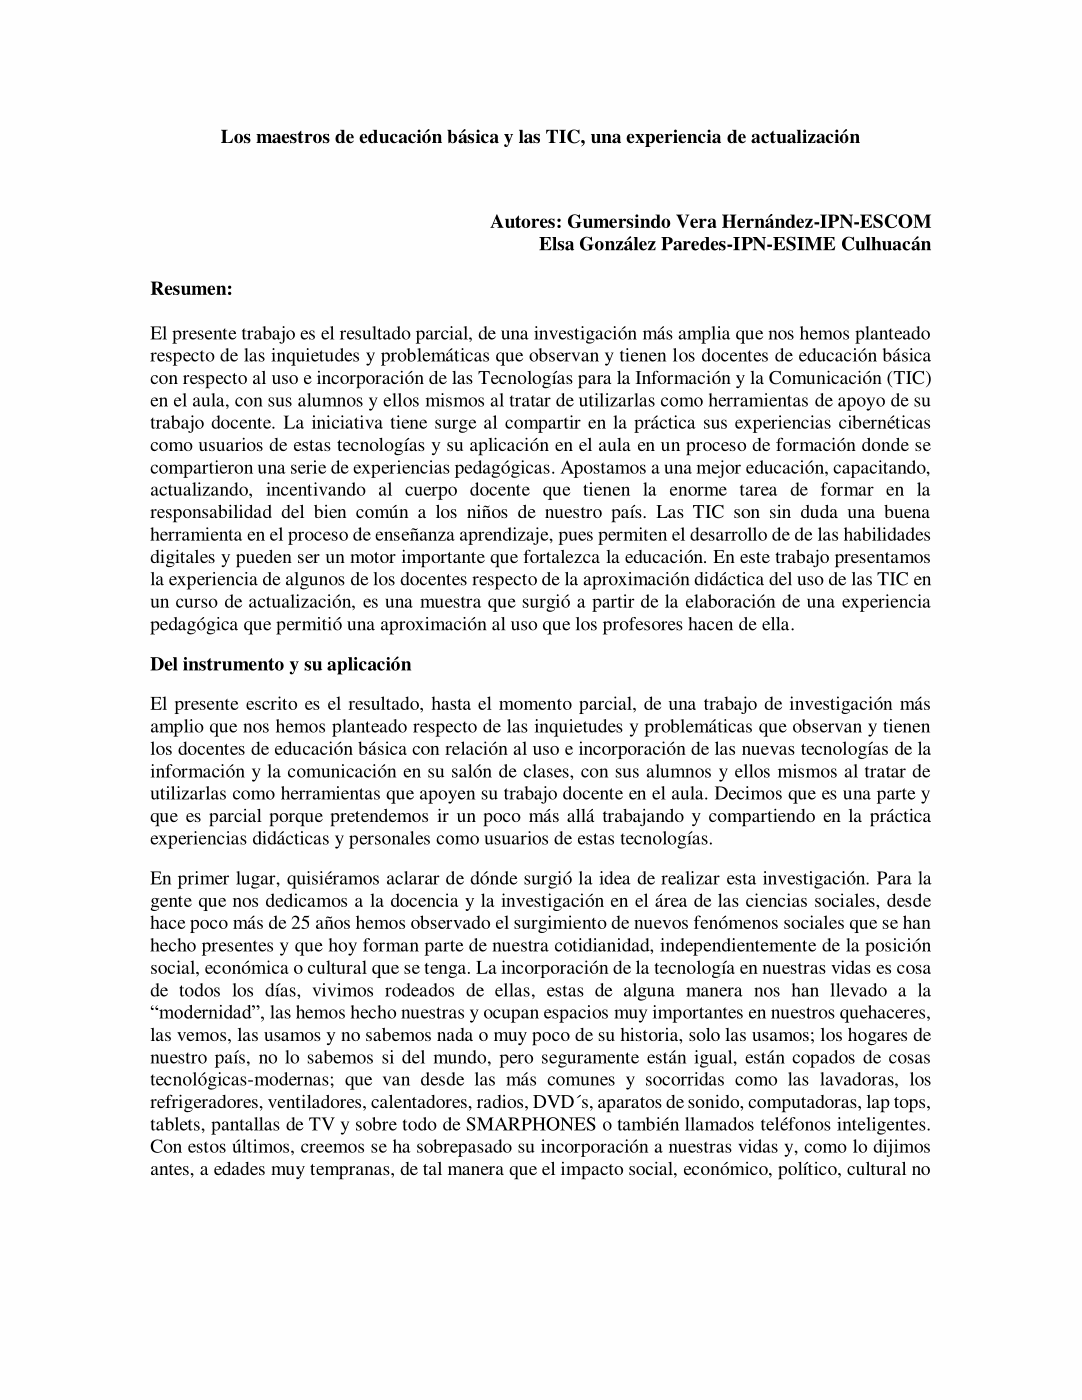 Los maestros de educación básica y las TIC, una experiencia de actualización
Autores: Gumersindo Vera Hernández-IPN-ESCOM
Elsa González Paredes-IPN-ESIME Culhuacán
Resumen:
El presente trabajo es el resultado parcial, de una investigación más amplia que nos hemos planteado
respecto de las inquietudes y problemáticas que observan y tienen los docentes de educación básica
con respecto al uso e incorporación de las Tecnologías para la Información y la Comunicación (TIC)
en el aula, con sus alumnos y ellos mismos al tratar de utilizarlas como herramientas de apoyo de su
trabajo docente. La iniciativa tiene surge al compartir en la práctica sus experiencias cibernéticas
como usuarios de estas tecnologías y su aplicación en el aula en un proceso de formación donde se
compartieron una serie de experiencias pedagógicas. Apostamos a una mejor educación, capacitando,
actualizando, incentivando al cuerpo docente que tienen la enorme tarea de formar en la
responsabilidad del bien común a los niños de nuestro país. Las TIC son sin duda una buena
herramienta en el proceso de enseñanza aprendizaje, pues permiten el desarrollo de de las habilidades
digitales y pueden ser un motor importante que fortalezca la educación. En este trabajo presentamos
la experiencia de algunos de los docentes respecto de la aproximación didáctica del uso de las TIC en
un curso de actualización, es una muestra que surgió a partir de la elaboración de una experiencia
pedagógica que permitió una aproximación al uso que los profesores hacen de ella.
Del instrumento y su aplicación
El presente escrito es el resultado, hasta el momento parcial, de una trabajo de investigación más
amplio que nos hemos planteado respecto de las inquietudes y problemáticas que observan y tienen
los docentes de educación básica con relación al uso e incorporación de las nuevas tecnologías de la
información y la comunicación en su salón de clases, con sus alumnos y ellos mismos al tratar de
utilizarlas como herramientas que apoyen su trabajo docente en el aula. Decimos que es una parte y
que es parcial porque pretendemos ir un poco más allá trabajando y compartiendo en la práctica
experiencias didácticas y personales como usuarios de estas tecnologías.
En primer lugar, quisiéramos aclarar de dónde surgió la idea de realizar esta investigación. Para la
gente que nos dedicamos a la docencia y la investigación en el área de las ciencias sociales, desde
hace poco más de 25 años hemos observado el surgimiento de nuevos fenómenos sociales que se han
hecho presentes y que hoy forman parte de nuestra cotidianidad, independientemente de la posición
social, económica o cultural que se tenga. La incorporación de la tecnología en nuestras vidas es cosa
de todos los días, vivimos rodeados de ellas, estas de alguna manera nos han llevado a la
“modernidad”, las hemos hecho nuestras y ocupan espacios muy importantes en nuestros quehaceres,
las vemos, las usamos y no sabemos nada o muy poco de su historia, solo las usamos; los hogares de
nuestro país, no lo sabemos si del mundo, pero seguramente están igual, están copados de cosas
tecnológicas-modernas; que van desde las más comunes y socorridas como las lavadoras, los
refrigeradores, ventiladores, calentadores, radios, DVD´s, aparatos de sonido, computadoras, lap tops,
tablets, pantallas de TV y sobre todo de SMARPHONES o también llamados teléfonos inteligentes.
Con estos últimos, creemos se ha sobrepasado su incorporación a nuestras vidas y, como lo dijimos
antes, a edades muy tempranas, de tal manera que el impacto social, económico, político, cultural no